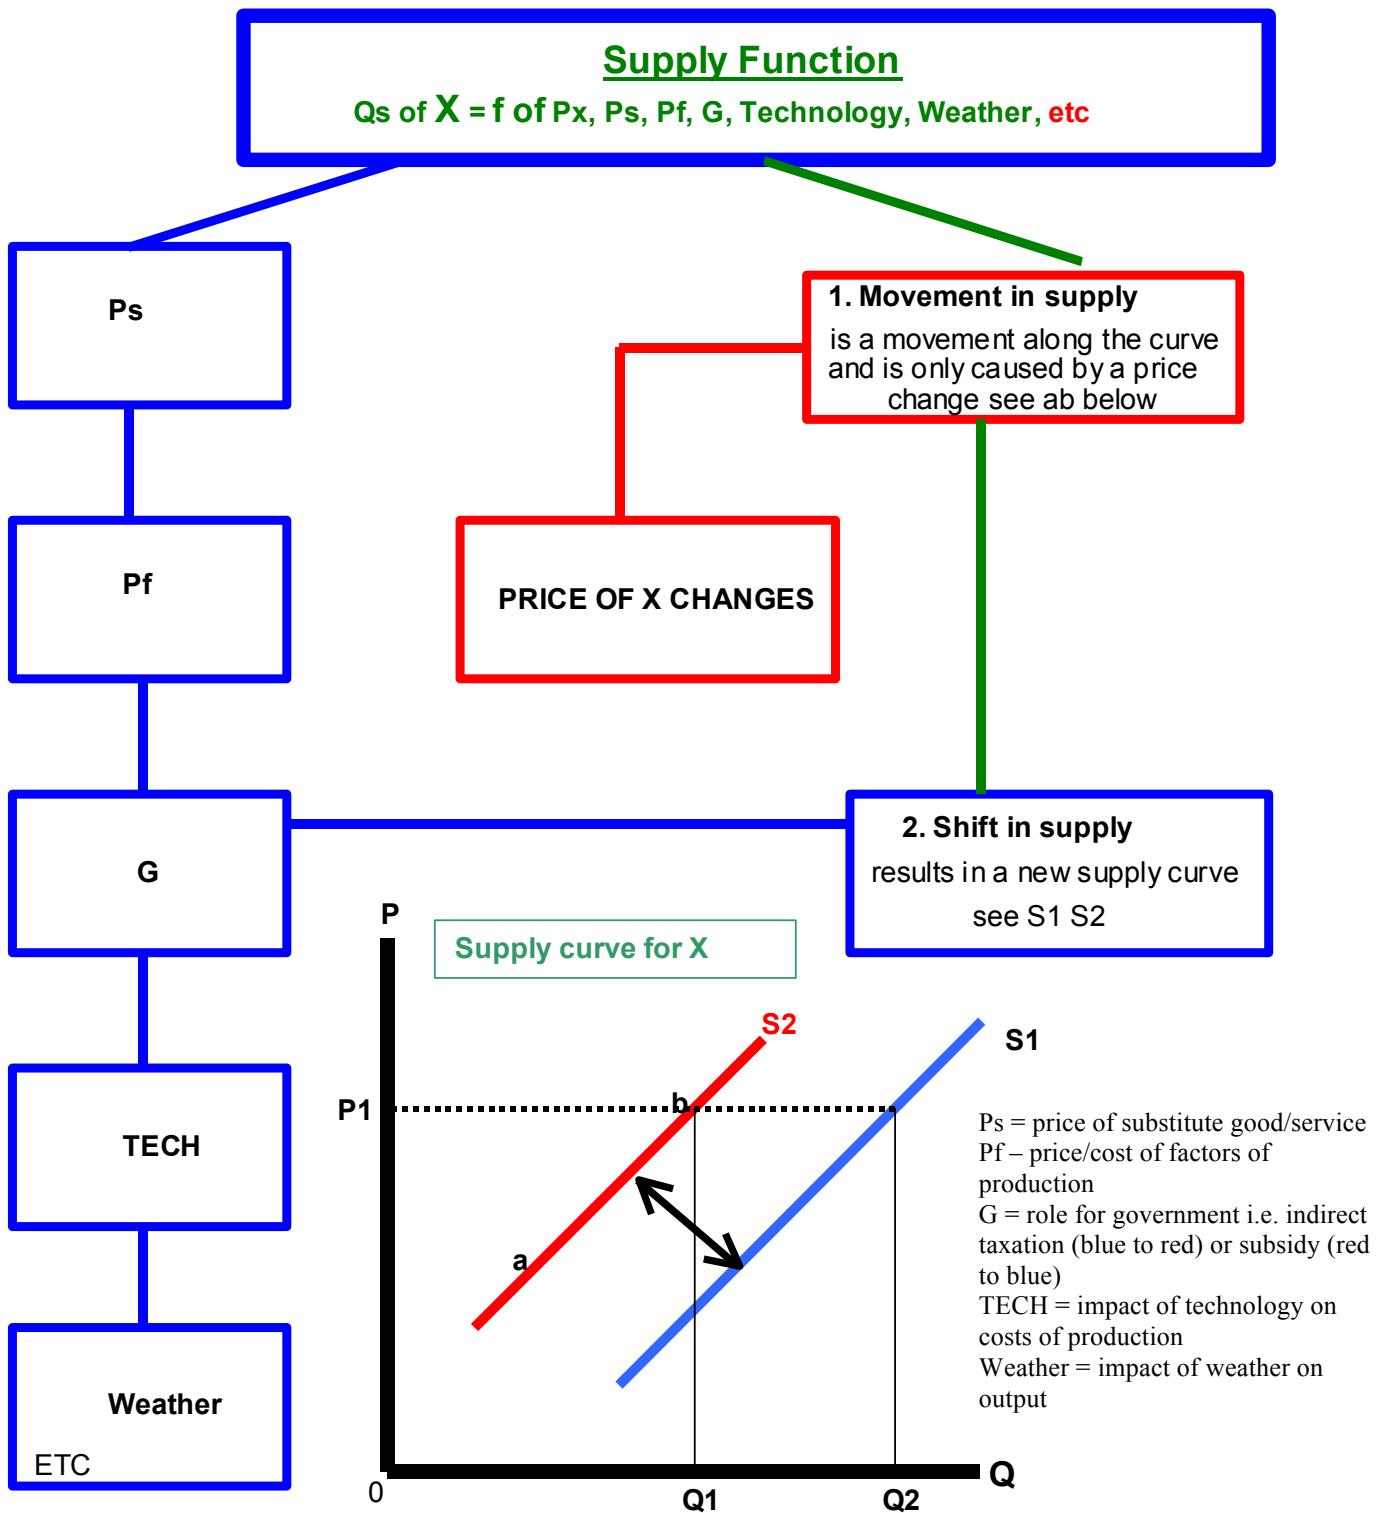 Supply Function
Qs of X = f of Px, Ps, Pf, G, Technology, Weather, etc
Ps
1. Movement in supply
is a movement along the curve
and is only caused by a price
change see ab below
Pf
PRICE OF X CHANGES
G
2. Shift in supply
results in a new supply curve
see S1 S2
P
Supply curve for X
S2
S1
P1
b
a
TECH
Ps = price of substitute good/service
Pf – price/cost of factors of
production
G = role for government i.e. indirect
taxation (blue to red) or subsidy (red
to blue)
TECH = impact of technology on
costs of production
Weather = impact of weather on
output
Weather
ETC
0
Q1
Q2
Q